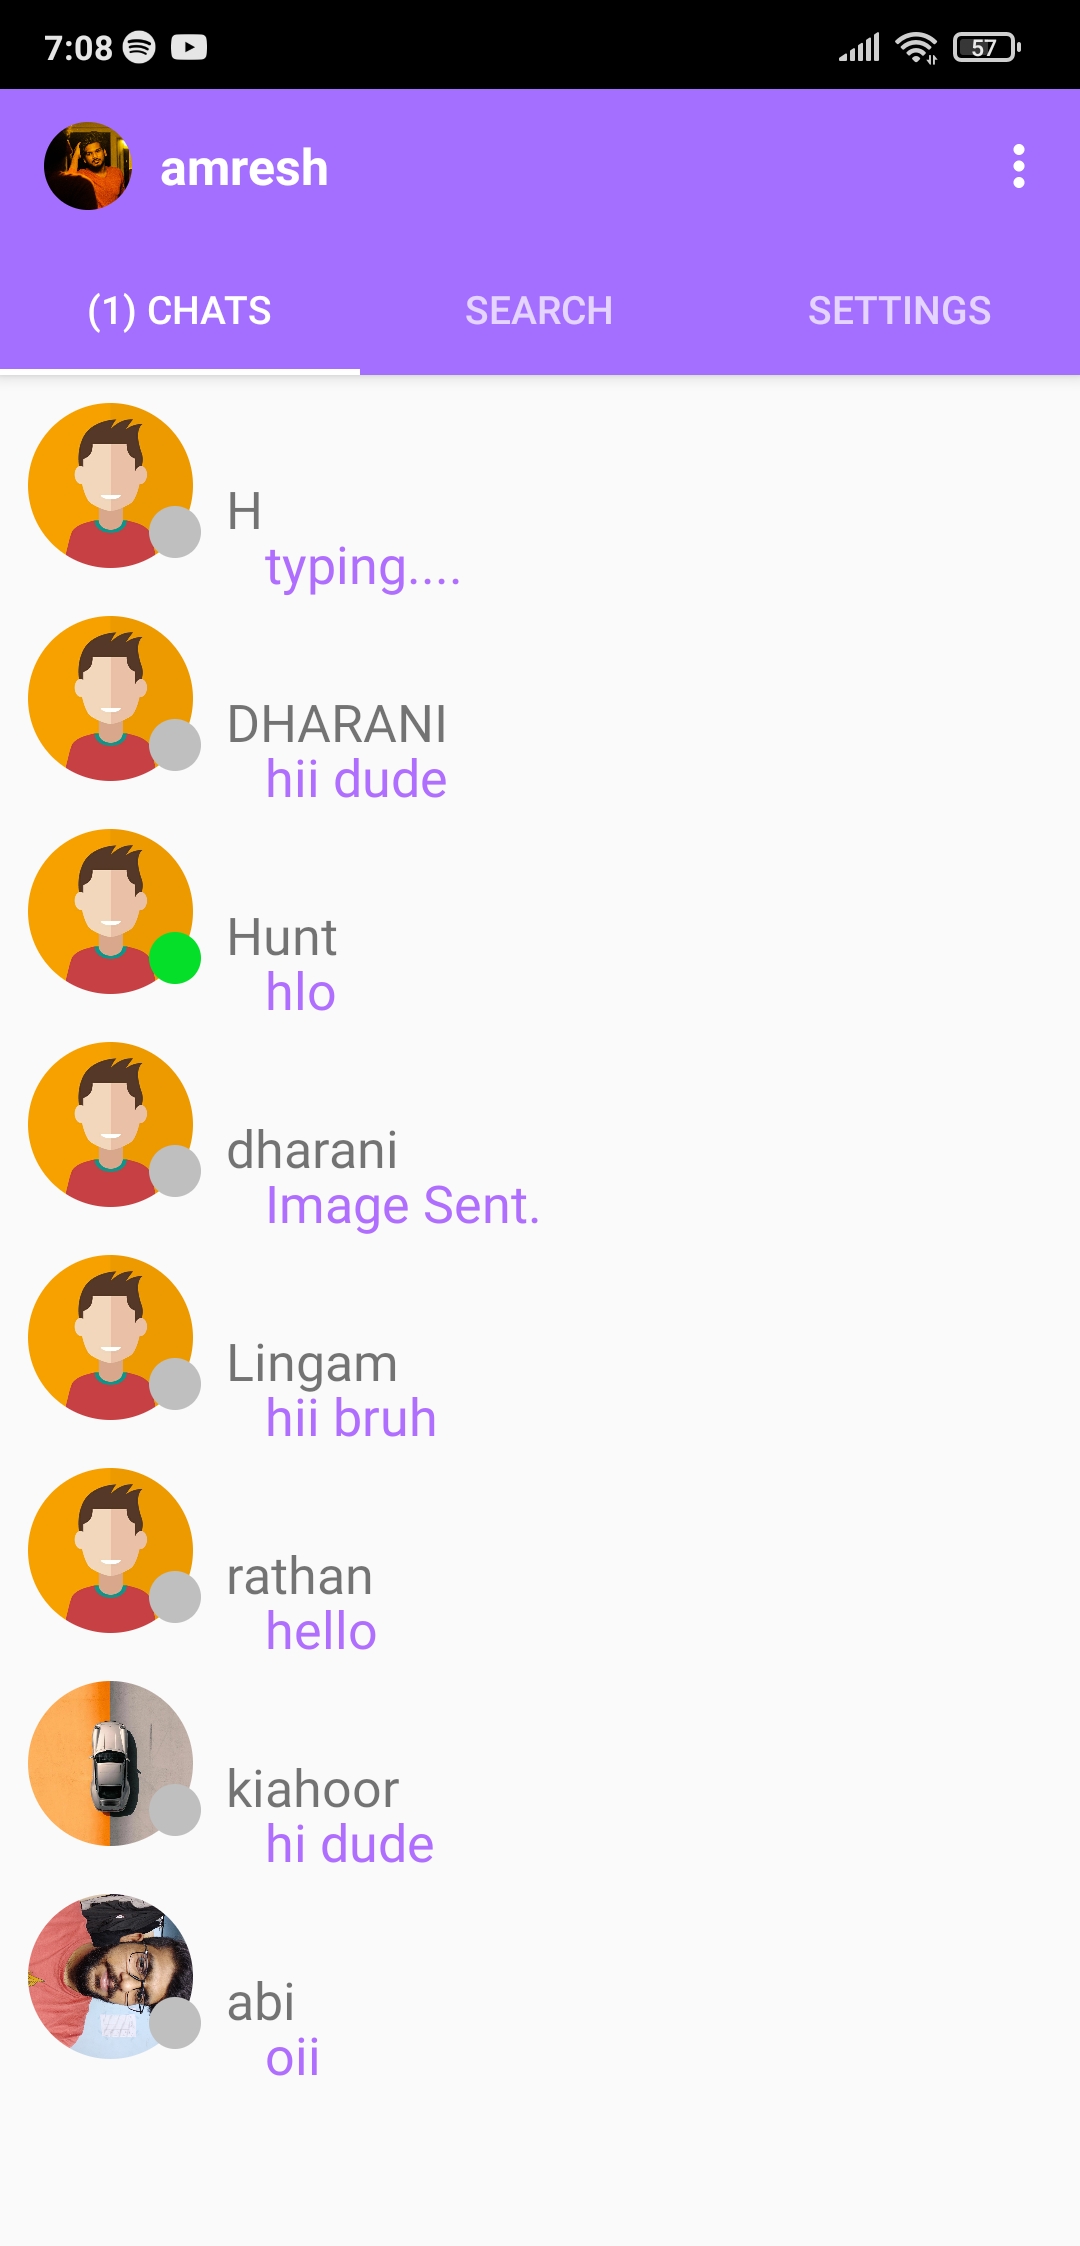 7:08
57
amresh
(1) CHATS
SEARCH
SETTINGS
H
typing....
DHARANI
hii dude
Hunt
hlo
dharani
Image Sent.
Lingam
hii bruh
rathan
hello
kiahoor
hi dude
abi
oii